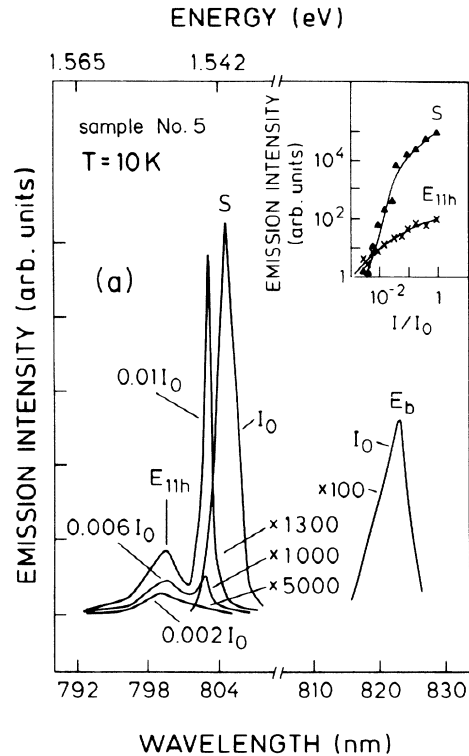 ENERGY (eV)
1.565 1.542
sample No. 5
T = 10K
S
(a)
0.01I₀
I₀
E₁₁ₕ
0.006I₀
0.002I₀
×1300
×1000
×5000
E_b
I₀
×100
EMISSION INTENSITY (arb. units)
792 798 804 810 820 830
WAVELENGTH (nm)
EMISSION INTENSITY
(arb. units)
10⁴
10²
1
S
E₁₁ₕ
10⁻² 1
I/I₀